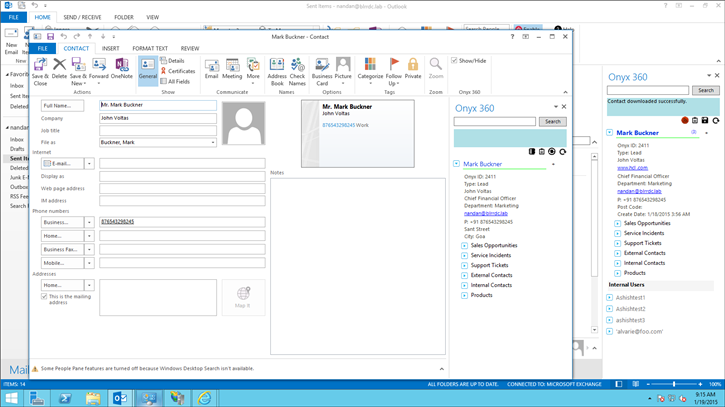 Sent Items - nandan@blrrdc.lab - Outlook
FILE HOME SEND / RECEIVE FOLDER VIEW
New Email
New Items
Favorites
Inbox
Sent Items
Deleted
nandan@
Inbox
Drafts
Sent Items
Deleted
Junk E-
Outbox
RSS Feeds
Search
Mail
Mark Buckner - Contact
FILE CONTACT INSERT FORMAT TEXT REVIEW
Save & Close
Delete
Save & New
Forward
OneNote
Actions
General
Details
Certificates
All Fields
Show
Email
Meeting
More
Communicate
Address Book
Check Names
Names
Business Card
Picture
Options
Categorize
Follow Up
Private
Tags
Zoom
Zoom
Show/Hide
Onyx 360
Full Name... Mr. Mark Buckner
Company John Voltas
Job title
File as Buckner, Mark
Internet
E-mail...
Display as
Web page address
IM address
Phone numbers
Business... 876543298245
Home...
Business Fax...
Mobile...
Addresses
Home...
This is the mailing address
Map It
Mr. Mark Buckner
John Voltas
876543298245 Work
Notes
Some People Pane features are turned off because Windows Desktop Search isn't available.
Onyx 360
Search
Mark Buckner
Onyx ID: 2411
Type: Lead
John Voltas
Chief Financial Officer
Department: Marketing
nandan@blrrdc.lab
P: +91 876543298245
Sant Street
City: Goa
Sales Opportunities
Service Incidents
Support Tickets
External Contacts
Internal Contacts
Products
Onyx 360
Search
Contact downloaded successfully.
Mark Buckner
Onyx ID: 2411
Type: Lead
John Voltas
www.hcl.com
Chief Financial Officer
Department: Marketing
nandan@blrrdc.lab
P: +91 876543298245
Post Code:
Create Date: 1/18/2015 3:56 AM
Sales Opportunities
Service Incidents
Support Tickets
External Contacts
Internal Contacts
Products
Internal Users
Ashishtest1
Ashishtest2
ashishtest3
'alvarie@foo.com'
ITEMS: 14
ALL FOLDERS ARE UP TO DATE. CONNECTED TO: MICROSOFT EXCHANGE
100%
9:15 AM
1/19/2015